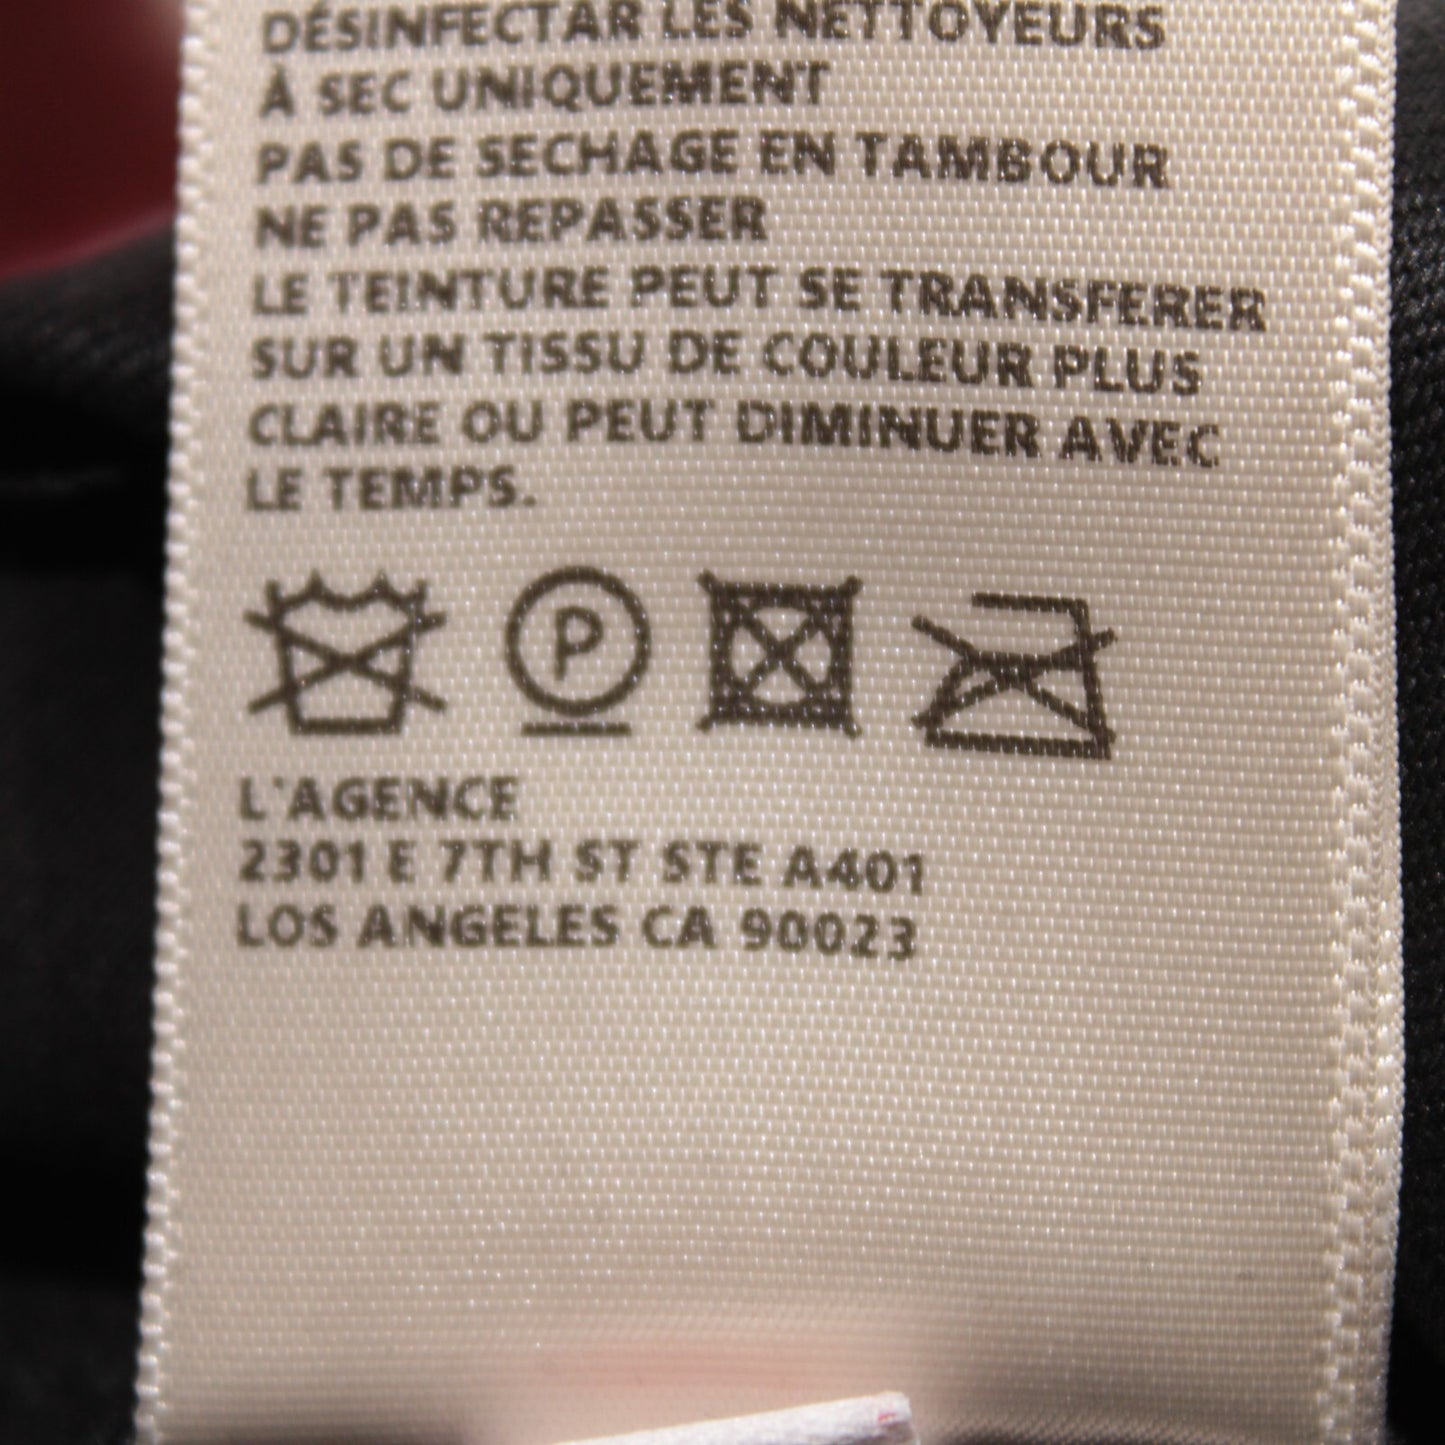 DÉSINFECTAR LES NETTOYEURS
À SEC UNIQUEMENT
PAS DE SECHAGE EN TAMBOUR
NE PAS REPASSER
LE TEINTURE PEUT SE TRANSFERER
SUR UN TISSU DE COULEUR PLUS
CLAIRE OU PEUT DIMINUER AVEC
LE TEMPS.
P
L'AGENCE
2301 E 7TH ST STE A401
LOS ANGELES CA 90023